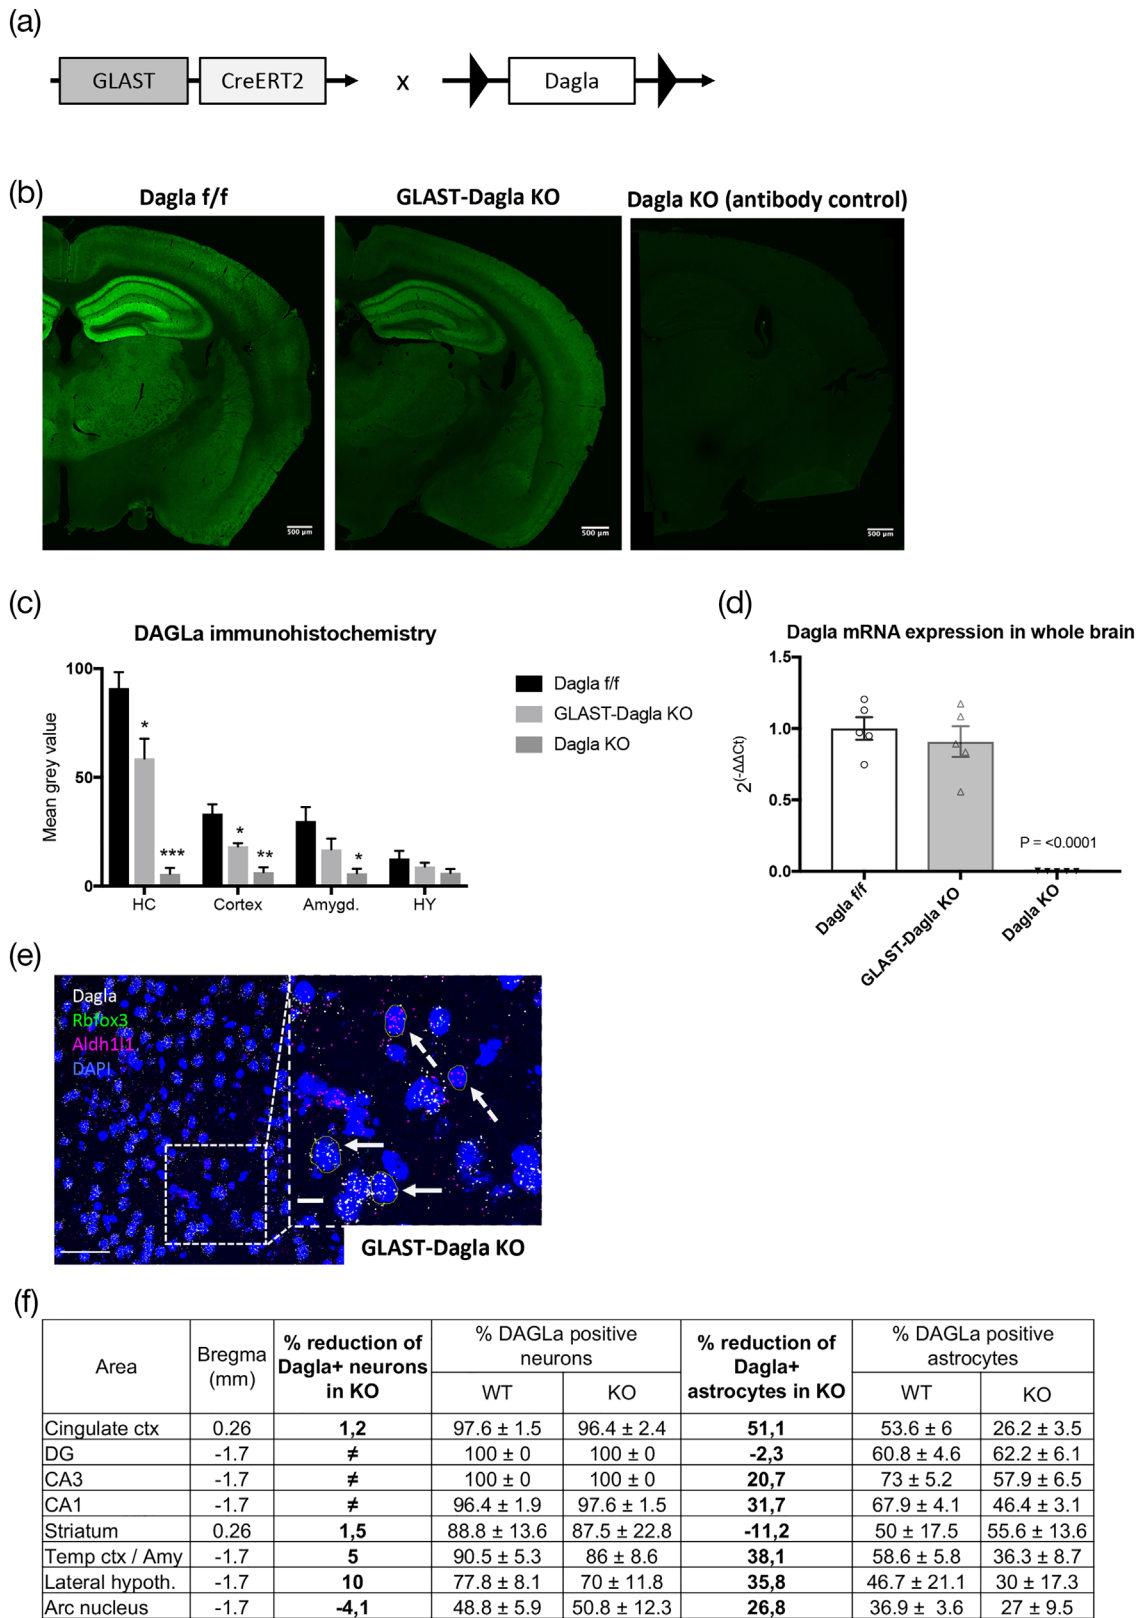 (a)
GLAST CreERT2 x Dagla
(b)
Dagla f/f GLAST-Dagla KO Dagla KO (antibody control)
500 µm 500 µm 500 µm
(c)
DAGLa immunohistochemistry
Mean grey value
100
50
0
* *** * ** *
HC Cortex Amygd. HY
Dagla f/f
GLAST-Dagla KO
Dagla KO
(d)
Dagla mRNA expression in whole brain
2(-ΔΔCt)
1.5
1.0
0.5
0.0
P = <0.0001
Dagla f/f
GLAST-Dagla KO
Dagla KO
(e)
Dagla
Rbfox3
Aldh1l1
DAPI
GLAST-Dagla KO
(f)
Area
Bregma
(mm)
% reduction of
Dagla+ neurons
in KO
% DAGLa positive
neurons
WT KO
% reduction of
Dagla+
astrocytes in KO
% DAGLa positive
astrocytes
WT KO
Cingulate ctx 0.26 1,2 97.6 ± 1.5 96.4 ± 2.4 51,1 53.6 ± 6 26.2 ± 3.5
DG -1.7 ≠ 100 ± 0 100 ± 0 -2,3 60.8 ± 4.6 62.2 ± 6.1
CA3 -1.7 ≠ 100 ± 0 100 ± 0 20,7 73 ± 5.2 57.9 ± 6.5
CA1 -1.7 ≠ 96.4 ± 1.9 97.6 ± 1.5 31,7 67.9 ± 4.1 46.4 ± 3.1
Striatum 0.26 1,5 88.8 ± 13.6 87.5 ± 22.8 -11,2 50 ± 17.5 55.6 ± 13.6
Temp ctx / Amy -1.7 5 90.5 ± 5.3 86 ± 8.6 38,1 58.6 ± 5.8 36.3 ± 8.7
Lateral hypoth. -1.7 10 77.8 ± 8.1 70 ± 11.8 35,8 46.7 ± 21.1 30 ± 17.3
Arc nucleus -1.7 -4,1 48.8 ± 5.9 50.8 ± 12.3 26,8 36.9 ± 3.6 27 ± 9.5